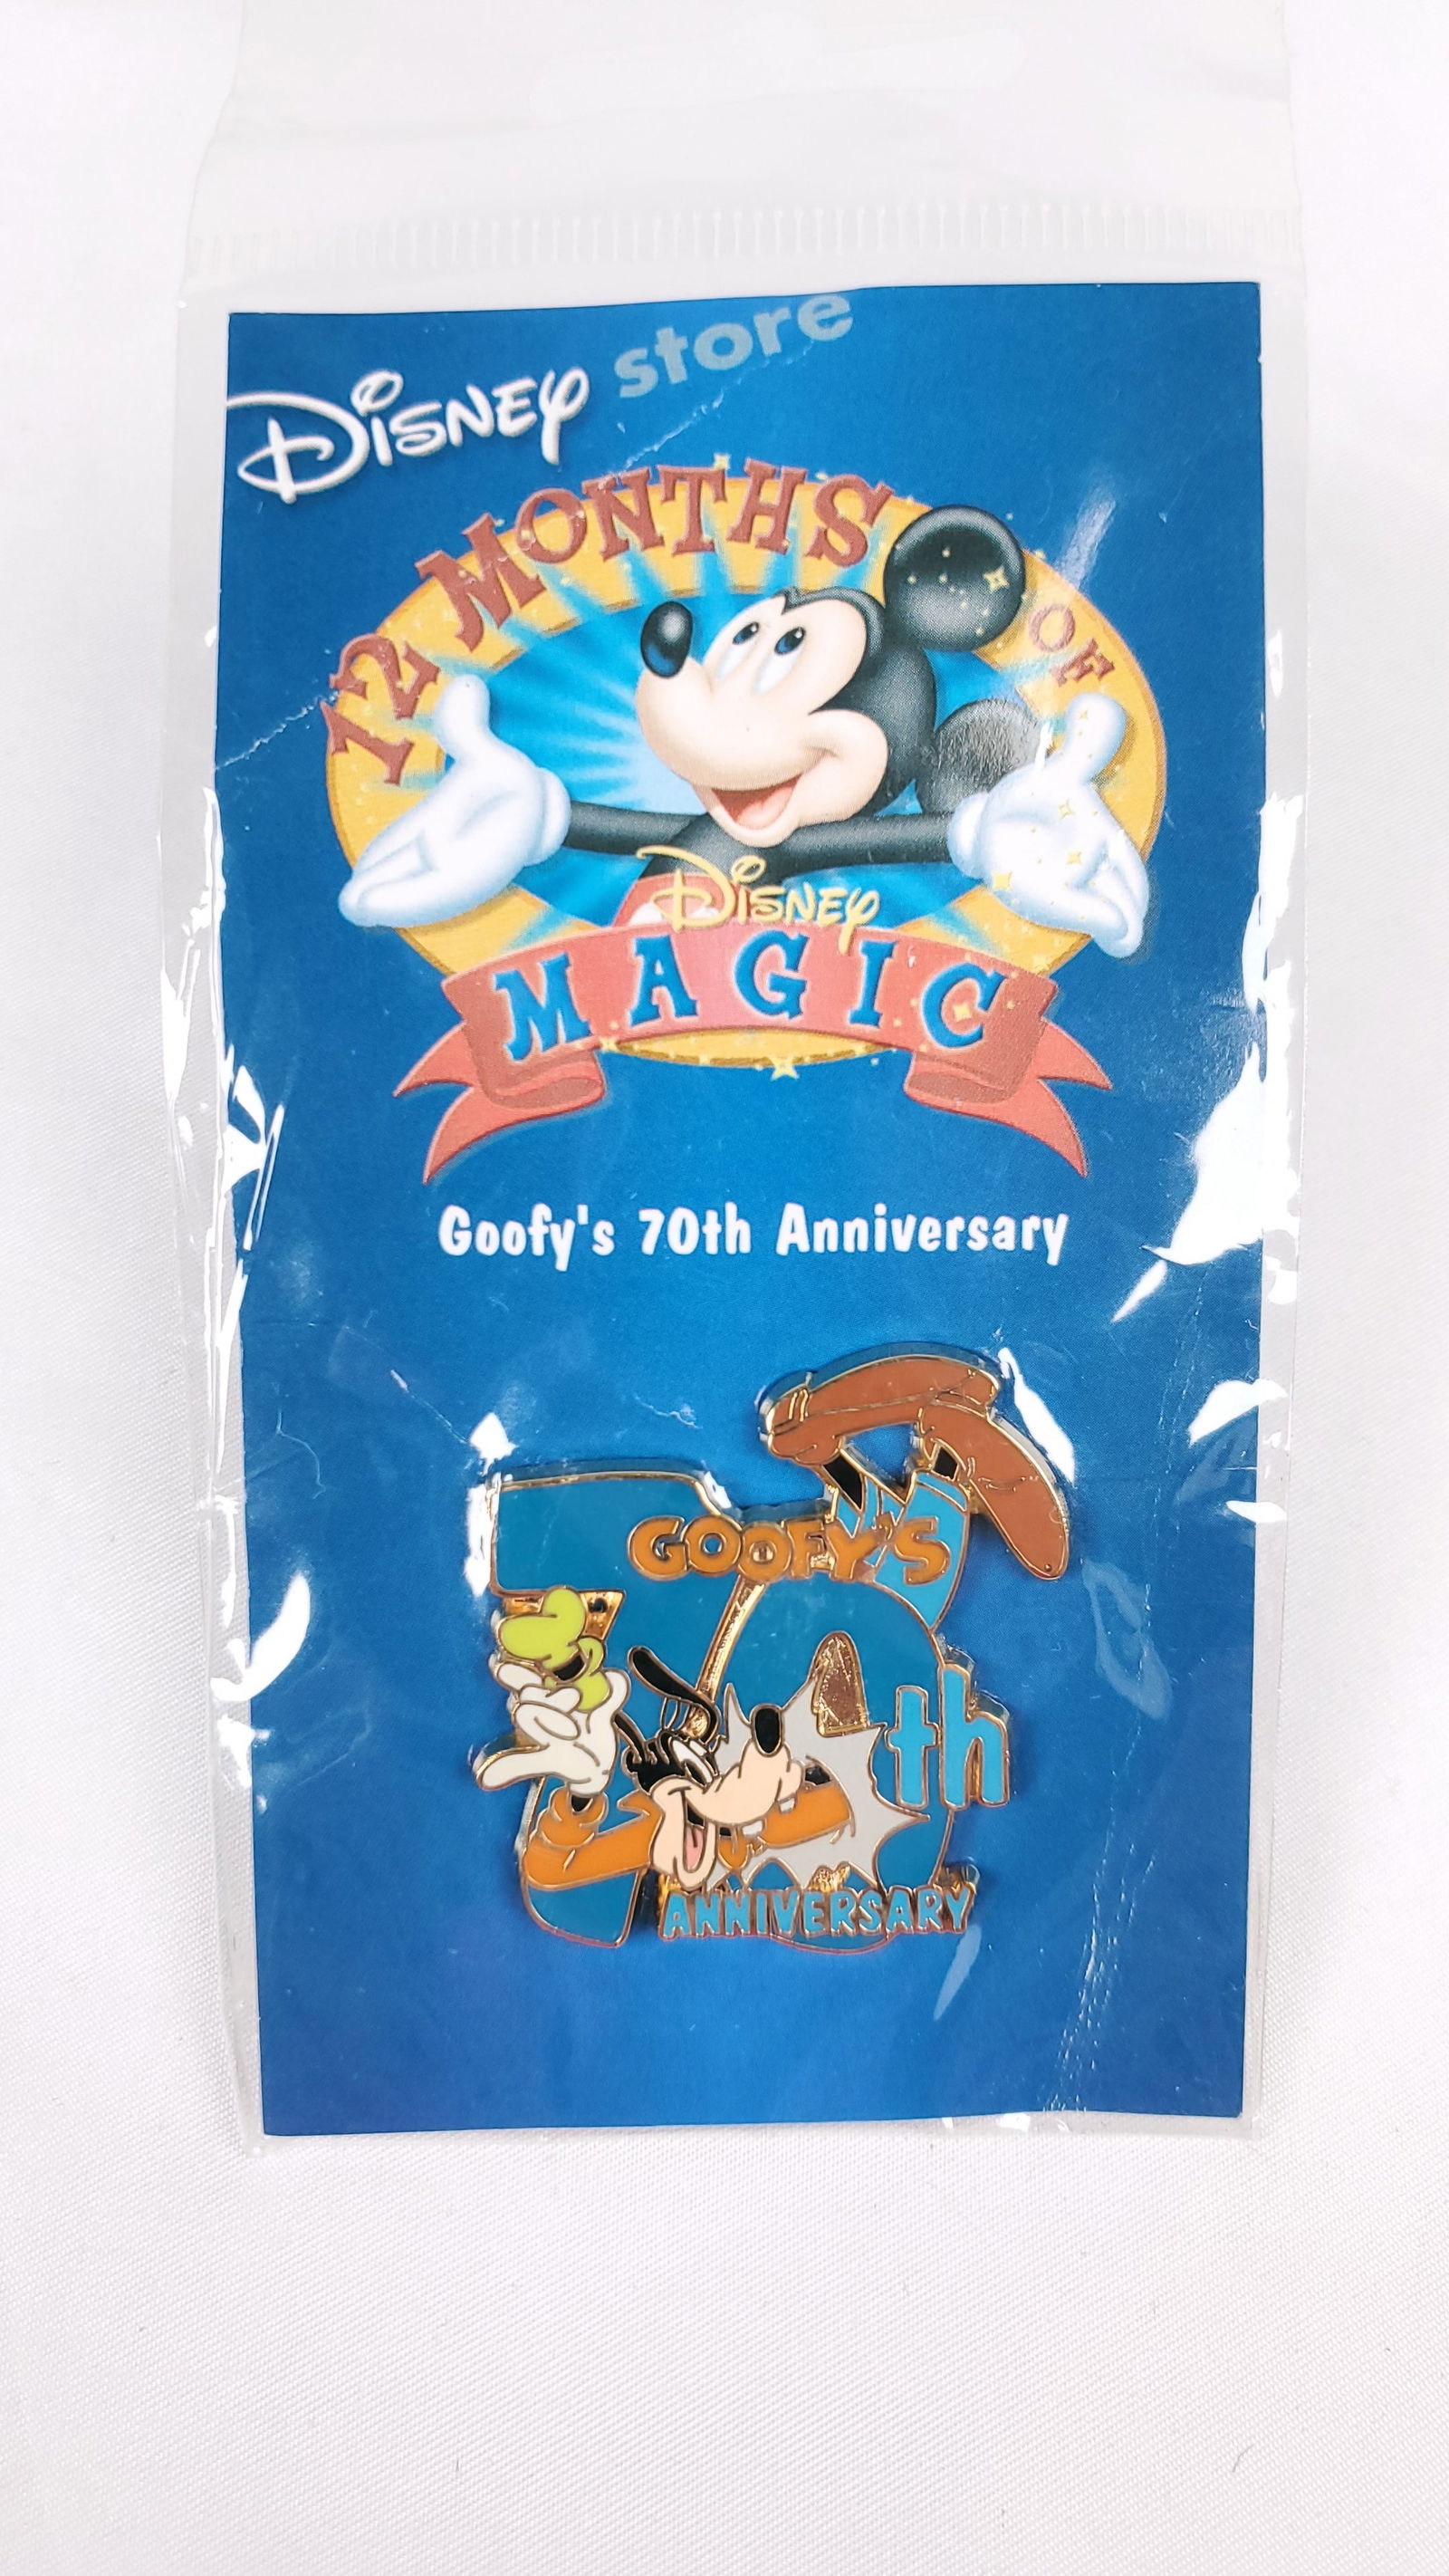 Disney store
12 MONTHS OF
Disney
MAGIC
Goofy's 70th Anniversary
GOOFY'S
70th
ANNIVERSARY